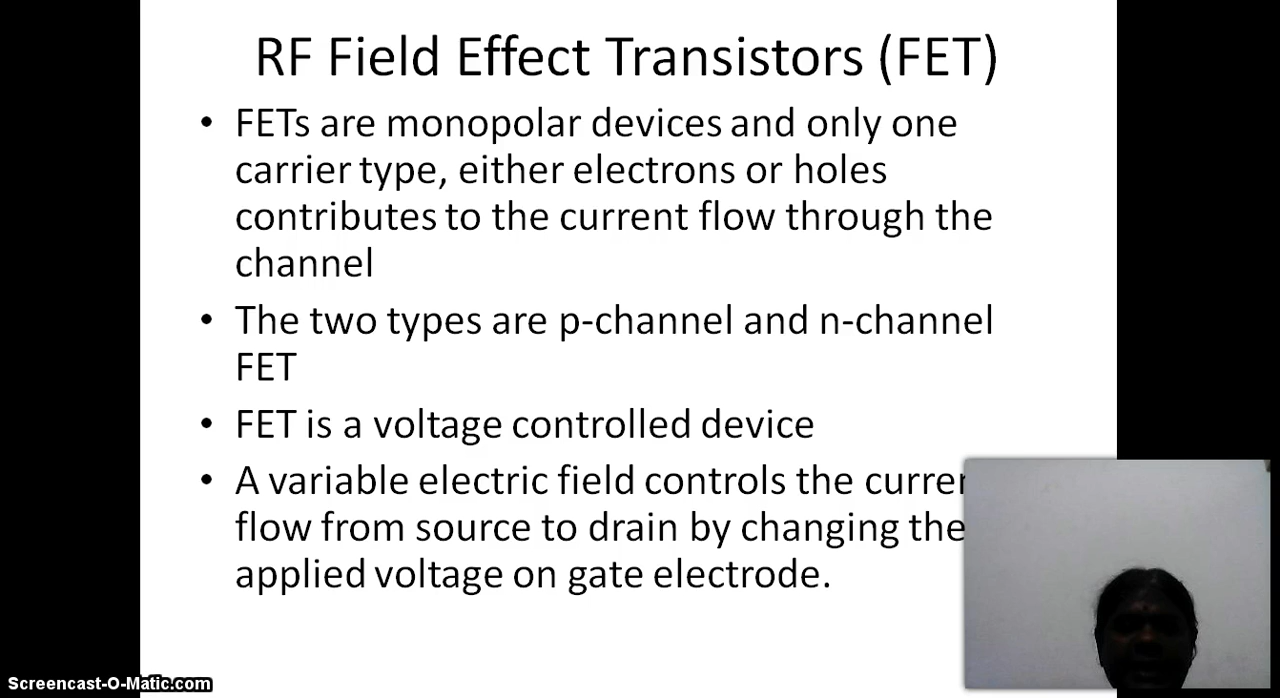 RF Field Effect Transistors (FET)
• FETs are monopolar devices and only one
carrier type, either electrons or holes
contributes to the current flow through the
channel
• The two types are p-channel and n-channel
FET
• FET is a voltage controlled device
• A variable electric field controls the
flow from source to drain by changing the
applied voltage on gate electrode.
Screencast-O-Matic.com